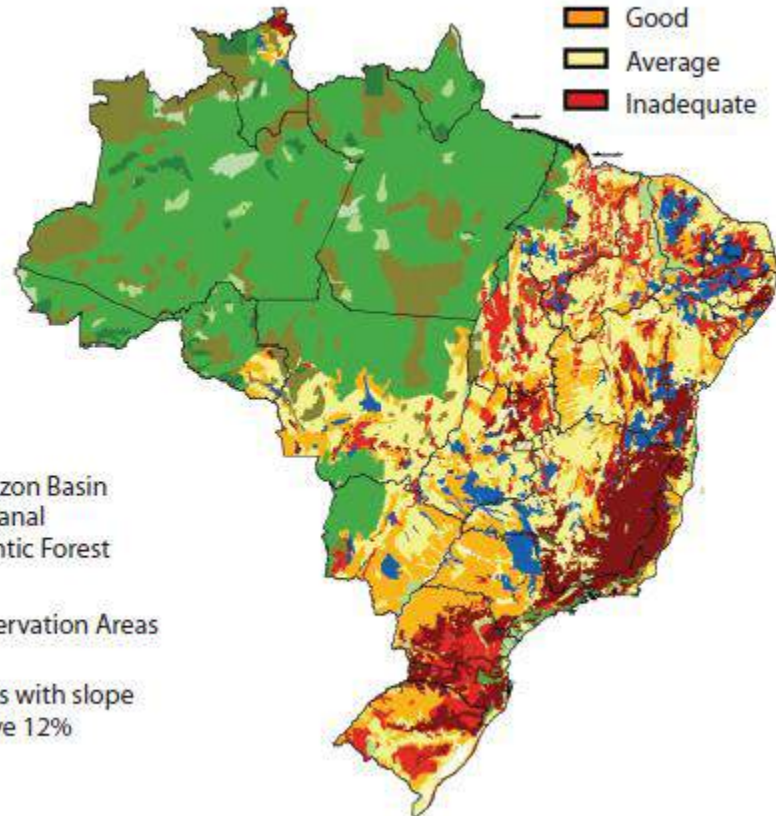 Good
Average
Inadequate
zon Basin
anal
ntic Forest
ervation Areas
s with slope
ve 12%